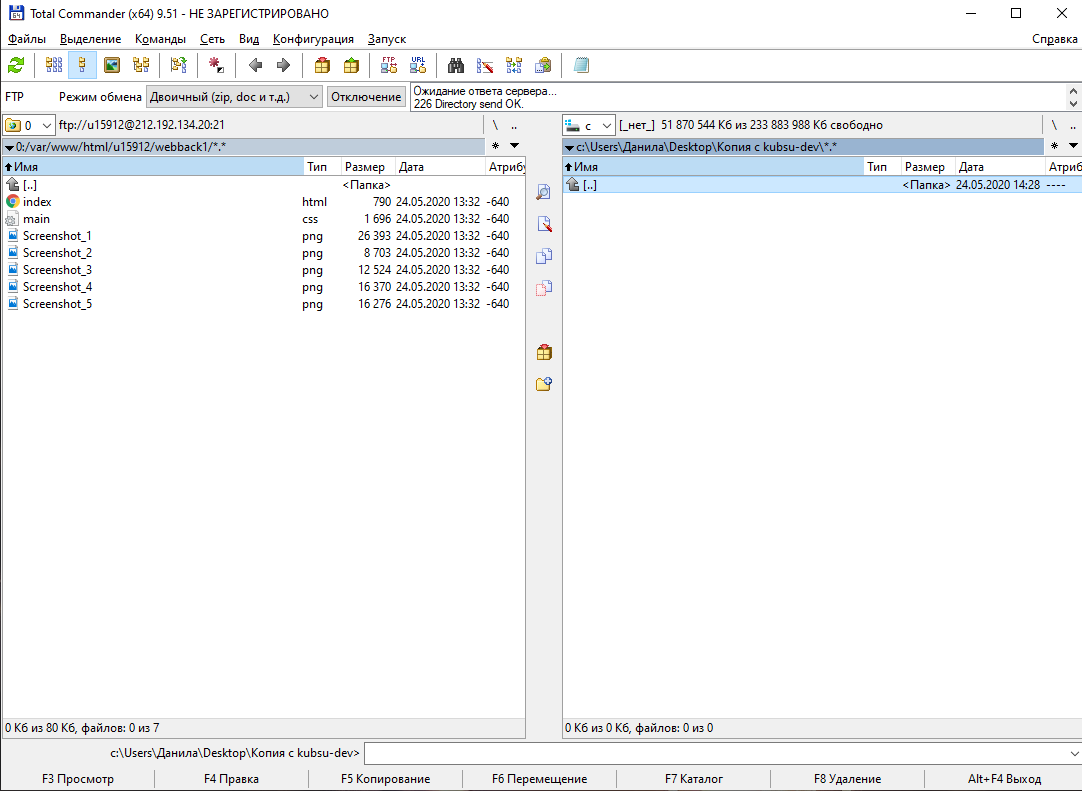 Total Commander (x64) 9.51 - НЕ ЗАРЕГИСТРИРОВАНО
Файлы Выделение Команды Сеть Вид Конфигурация Запуск Справка
FTP URL
FTP Режим обмена Двоичный (zip, doc и т.д.) Отключение
Ожидание ответа сервера...
226 Directory send OK.
0 ftp://u15912@212.192.134.20:21 \ ..
c [_нет_] 51 870 544 Кб из 233 883 988 Кб свободно \ ..
0:/var/www/html/u15912/webback1/*.* *
c:\Users\Данила\Desktop\Копия с kubsu-dev\*.* *
Имя Тип Размер Дата Атрибу
[..] <Папка>
index html 790 24.05.2020 13:32 -640
main css 1 696 24.05.2020 13:32 -640
Screenshot_1 png 26 393 24.05.2020 13:32 -640
Screenshot_2 png 8 703 24.05.2020 13:32 -640
Screenshot_3 png 12 524 24.05.2020 13:32 -640
Screenshot_4 png 16 370 24.05.2020 13:32 -640
Screenshot_5 png 16 276 24.05.2020 13:32 -640
Имя Тип Размер Дата Атриб
[..] <Папка> 24.05.2020 14:28 ----
0 Кб из 80 Кб, файлов: 0 из 7
0 Кб из 0 Кб, файлов: 0 из 0
c:\Users\Данила\Desktop\Копия с kubsu-dev>
F3 Просмотр F4 Правка F5 Копирование F6 Перемещение F7 Каталог F8 Удаление Alt+F4 Выход